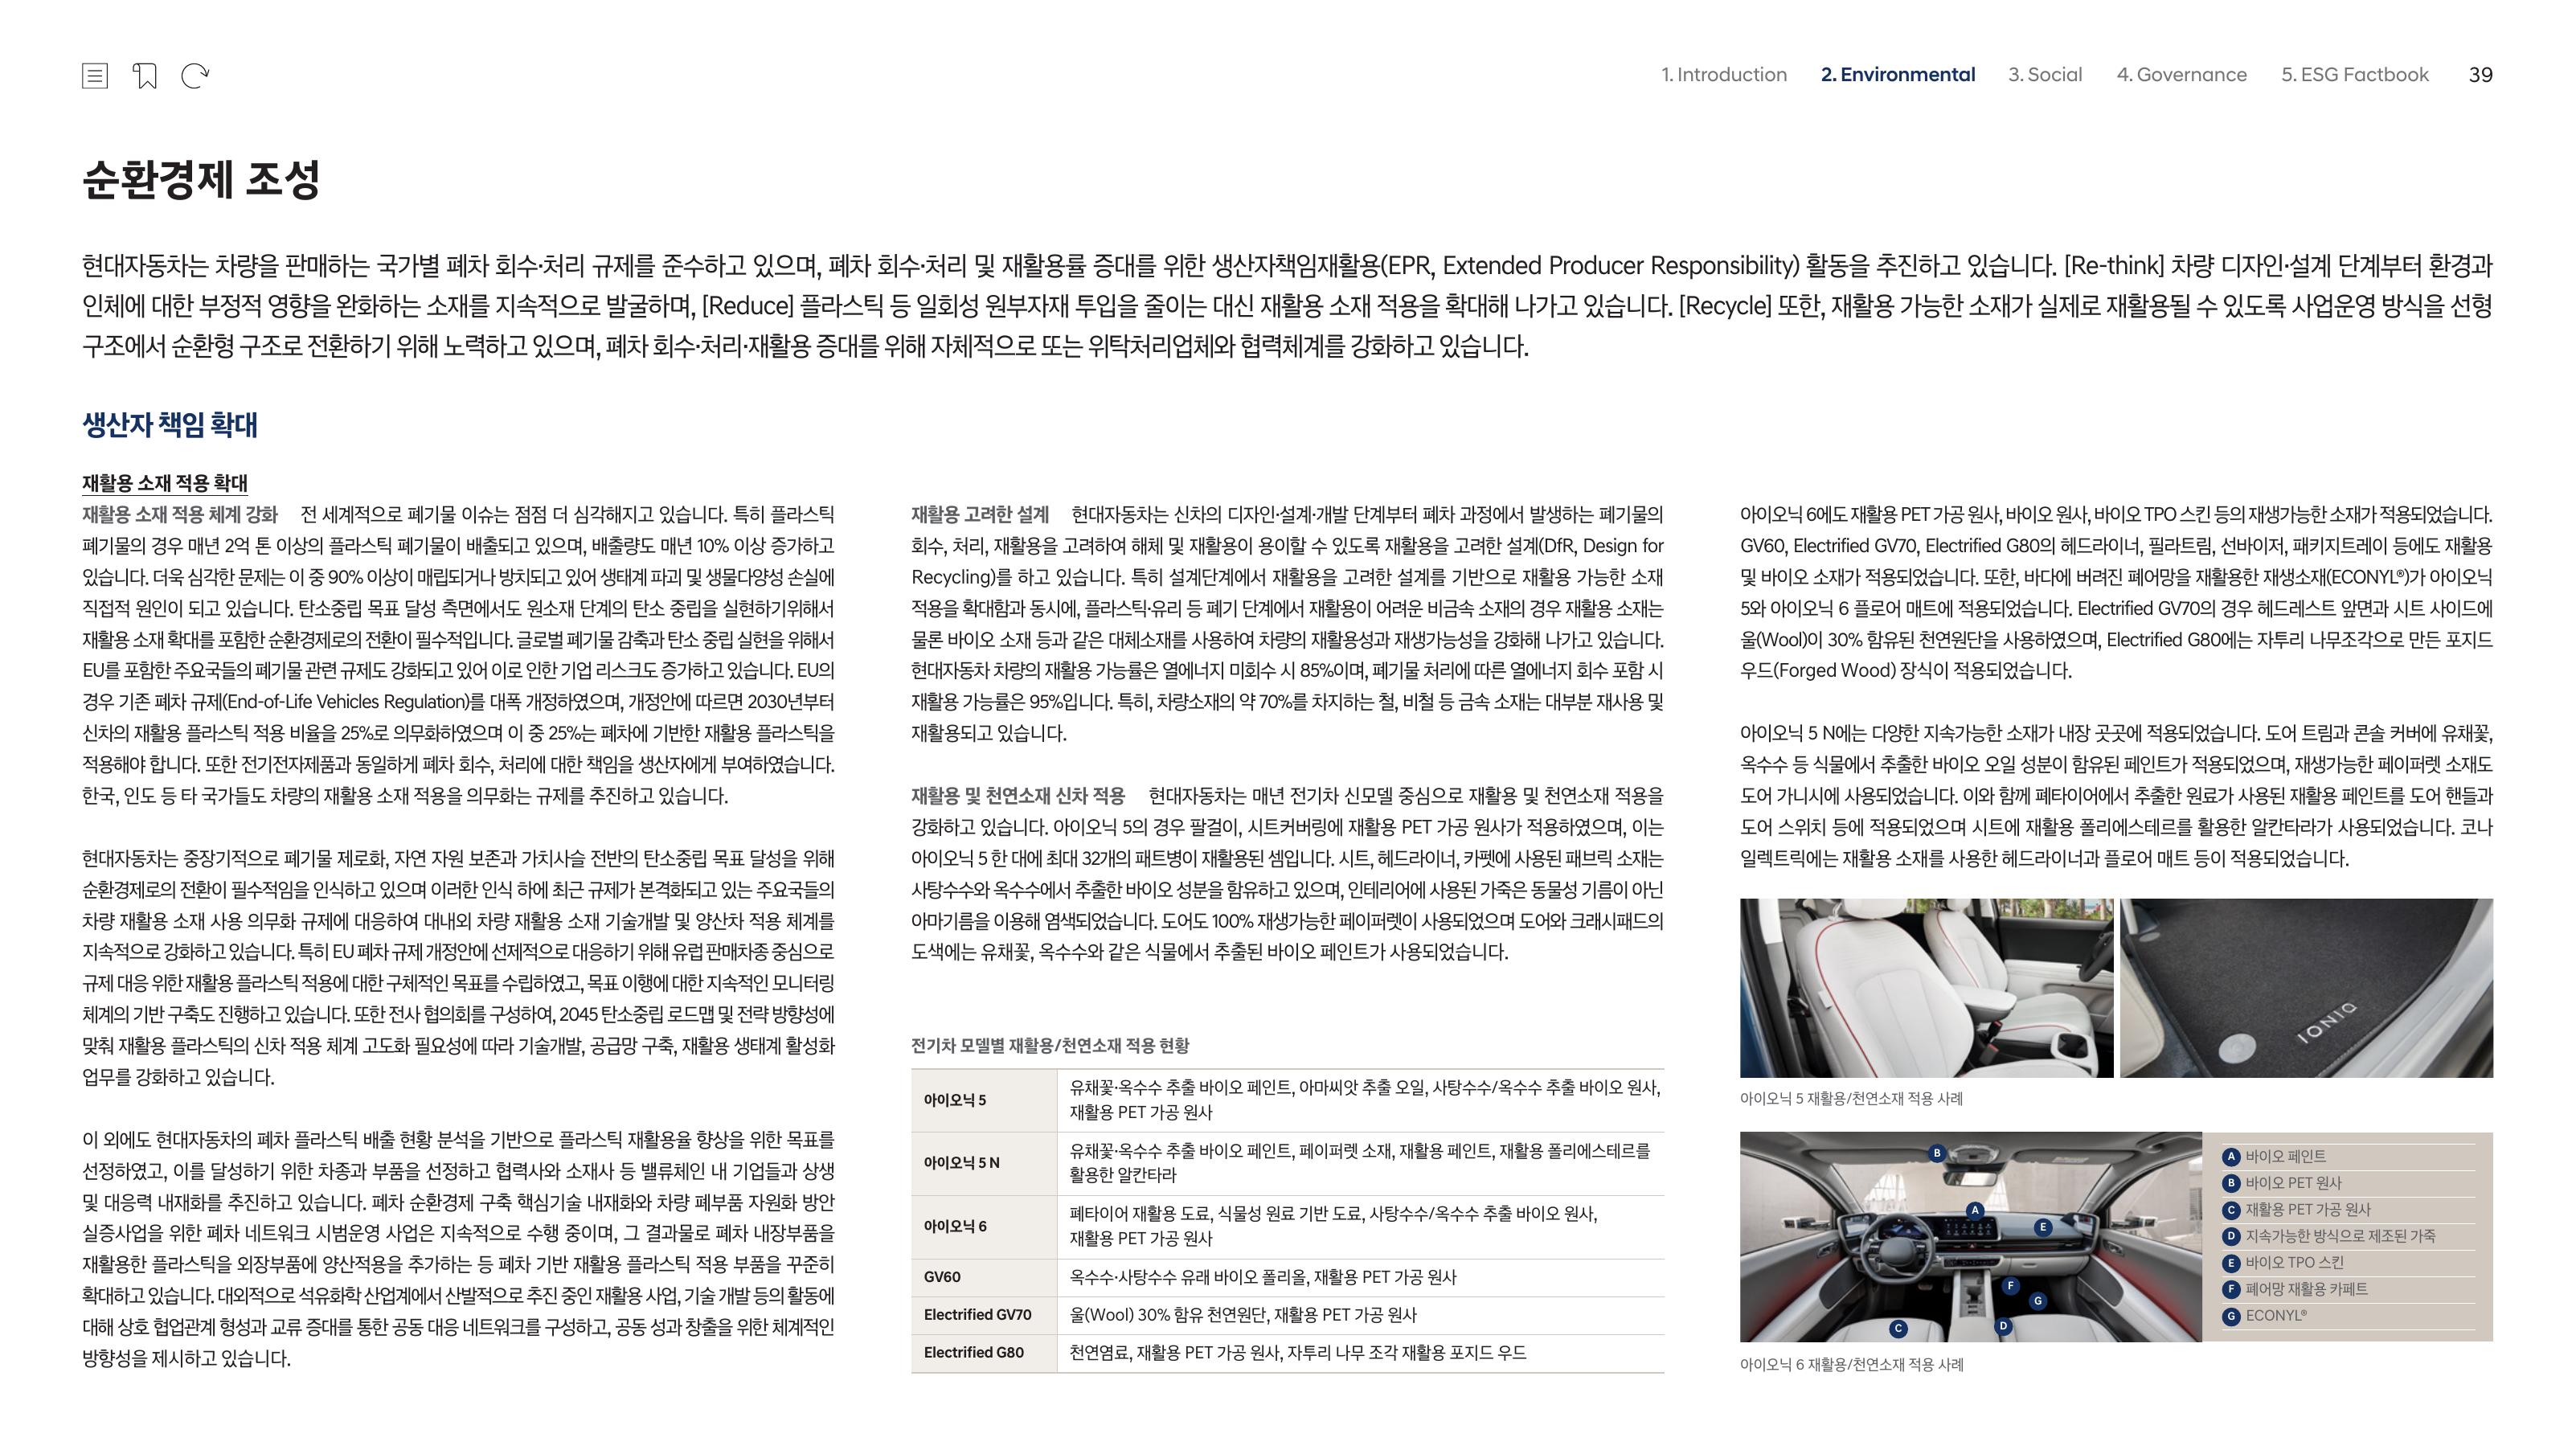 1. Introduction 2. Environmental 3. Social 4. Governance 5. ESG Factbook 39
순환경제 조성
현대자동차는 차량을 판매하는 국가별 폐차 회수·처리 규제를 준수하고 있으며, 폐차 회수·처리 및 재활용률 증대를 위한 생산자책임재활용(EPR, Extended Producer Responsibility) 활동을 추진하고 있습니다. [Re-think] 차량 디자인·설계 단계부터 환경과
인체에 대한 부정적 영향을 완화하는 소재를 지속적으로 발굴하며, [Reduce] 플라스틱 등 일회성 원부자재 투입을 줄이는 대신 재활용 소재 적용을 확대해 나가고 있습니다. [Recycle] 또한, 재활용 가능한 소재가 실제로 재활용될 수 있도록 사업운영 방식을 선형
구조에서 순환형 구조로 전환하기 위해 노력하고 있으며, 폐차 회수·처리·재활용 증대를 위해 자체적으로 또는 위탁처리업체와 협력체계를 강화하고 있습니다.
생산자 책임 확대
재활용 소재 적용 확대
재활용 소재 적용 체계 강화 전 세계적으로 폐기물 이슈는 점점 더 심각해지고 있습니다. 특히 플라스틱
폐기물의 경우 매년 2억 톤 이상의 플라스틱 폐기물이 배출되고 있으며, 배출량도 매년 10% 이상 증가하고
있습니다. 더욱 심각한 문제는 이 중 90% 이상이 매립되거나 방치되고 있어 생태계 파괴 및 생물다양성 손실에
직접적 원인이 되고 있습니다. 탄소중립 목표 달성 측면에서도 원소재 단계의 탄소 중립을 실현하기위해서
재활용 소재 확대를 포함한 순환경제로의 전환이 필수적입니다. 글로벌 폐기물 감축과 탄소 중립 실현을 위해서
EU를 포함한 주요국들의 폐기물 관련 규제도 강화되고 있어 이로 인한 기업 리스크도 증가하고 있습니다. EU의
경우 기존 폐차 규제(End-of-Life Vehicles Regulation)를 대폭 개정하였으며, 개정안에 따르면 2030년부터
신차의 재활용 플라스틱 적용 비율을 25%로 의무화하였으며 이 중 25%는 폐차에 기반한 재활용 플라스틱을
적용해야 합니다. 또한 전기전자제품과 동일하게 폐차 회수, 처리에 대한 책임을 생산자에게 부여하였습니다.
한국, 인도 등 타 국가들도 차량의 재활용 소재 적용을 의무화는 규제를 추진하고 있습니다.
현대자동차는 중장기적으로 폐기물 제로화, 자연 자원 보존과 가치사슬 전반의 탄소중립 목표 달성을 위해
순환경제로의 전환이 필수적임을 인식하고 있으며 이러한 인식 하에 최근 규제가 본격화되고 있는 주요국들의
차량 재활용 소재 사용 의무화 규제에 대응하여 대내외 차량 재활용 소재 기술개발 및 양산차 적용 체계를
지속적으로 강화하고 있습니다. 특히 EU 폐차 규제 개정안에 선제적으로 대응하기 위해 유럽 판매차종 중심으로
규제 대응 위한 재활용 플라스틱 적용에 대한 구체적인 목표를 수립하였고, 목표 이행에 대한 지속적인 모니터링
체계의 기반 구축도 진행하고 있습니다. 또한 전사 협의회를 구성하여, 2045 탄소중립 로드맵 및 전략 방향성에
맞춰 재활용 플라스틱의 신차 적용 체계 고도화 필요성에 따라 기술개발, 공급망 구축, 재활용 생태계 활성화
업무를 강화하고 있습니다.
이 외에도 현대자동차의 폐차 플라스틱 배출 현황 분석을 기반으로 플라스틱 재활용율 향상을 위한 목표를
선정하였고, 이를 달성하기 위한 차종과 부품을 선정하고 협력사와 소재사 등 밸류체인 내 기업들과 상생
및 대응력 내재화를 추진하고 있습니다. 폐차 순환경제 구축 핵심기술 내재화와 차량 폐부품 자원화 방안
실증사업을 위한 폐차 네트워크 시범운영 사업은 지속적으로 수행 중이며, 그 결과물로 폐차 내장부품을
재활용한 플라스틱을 외장부품에 양산적용을 추가하는 등 폐차 기반 재활용 플라스틱 적용 부품을 꾸준히
확대하고 있습니다. 대외적으로 석유화학 산업계에서 산발적으로 추진 중인 재활용 사업, 기술 개발 등의 활동에
대해 상호 협업관계 형성과 교류 증대를 통한 공동 대응 네트워크를 구성하고, 공동 성과 창출을 위한 체계적인
방향성을 제시하고 있습니다.
재활용 고려한 설계 현대자동차는 신차의 디자인·설계·개발 단계부터 폐차 과정에서 발생하는 폐기물의
회수, 처리, 재활용을 고려하여 해체 및 재활용이 용이할 수 있도록 재활용을 고려한 설계(DfR, Design for
Recycling)를 하고 있습니다. 특히 설계단계에서 재활용을 고려한 설계를 기반으로 재활용 가능한 소재
적용을 확대함과 동시에, 플라스틱·유리 등 폐기 단계에서 재활용이 어려운 비금속 소재의 경우 재활용 소재는
물론 바이오 소재 등과 같은 대체소재를 사용하여 차량의 재활용성과 재생가능성을 강화해 나가고 있습니다.
현대자동차 차량의 재활용 가능률은 열에너지 미회수 시 85%이며, 폐기물 처리에 따른 열에너지 회수 포함 시
재활용 가능률은 95%입니다. 특히, 차량소재의 약 70%를 차지하는 철, 비철 등 금속 소재는 대부분 재사용 및
재활용되고 있습니다.
재활용 및 천연소재 신차 적용 현대자동차는 매년 전기차 신모델 중심으로 재활용 및 천연소재 적용을
강화하고 있습니다. 아이오닉 5의 경우 팔걸이, 시트커버링에 재활용 PET 가공 원사가 적용하였으며, 이는
아이오닉 5 한 대에 최대 32개의 패트병이 재활용된 셈입니다. 시트, 헤드라이너, 카펫에 사용된 패브릭 소재는
사탕수수와 옥수수에서 추출한 바이오 성분을 함유하고 있으며, 인테리어에 사용된 가죽은 동물성 기름이 아닌
아마기름을 이용해 염색되었습니다. 도어도 100% 재생가능한 페이퍼렛이 사용되었으며 도어와 크래시패드의
도색에는 유채꽃, 옥수수와 같은 식물에서 추출된 바이오 페인트가 사용되었습니다.
전기차 모델별 재활용/천연소재 적용 현황
아이오닉 5 유채꽃·옥수수 추출 바이오 페인트, 아마씨앗 추출 오일, 사탕수수/옥수수 추출 바이오 원사,
재활용 PET 가공 원사
아이오닉 5 N 유채꽃·옥수수 추출 바이오 페인트, 페이퍼렛 소재, 재활용 페인트, 재활용 폴리에스테르를
활용한 알칸타라
아이오닉 6 폐타이어 재활용 도료, 식물성 원료 기반 도료, 사탕수수/옥수수 추출 바이오 원사,
재활용 PET 가공 원사
GV60 옥수수·사탕수수 유래 바이오 폴리올, 재활용 PET 가공 원사
Electrified GV70 울(Wool) 30% 함유 천연원단, 재활용 PET 가공 원사
Electrified G80 천연염료, 재활용 PET 가공 원사, 자투리 나무 조각 재활용 포지드 우드
아이오닉 6에도 재활용 PET 가공 원사, 바이오 원사, 바이오 TPO 스킨 등의 재생가능한 소재가 적용되었습니다.
GV60, Electrified GV70, Electrified G80의 헤드라이너, 필라트림, 선바이저, 패키지트레이 등에도 재활용
및 바이오 소재가 적용되었습니다. 또한, 바다에 버려진 폐어망을 재활용한 재생소재(ECONYL®)가 아이오닉
5와 아이오닉 6 플로어 매트에 적용되었습니다. Electrified GV70의 경우 헤드레스트 앞면과 시트 사이드에
울(Wool)이 30% 함유된 천연원단을 사용하였으며, Electrified G80에는 자투리 나무조각으로 만든 포지드
우드(Forged Wood) 장식이 적용되었습니다.
아이오닉 5 N에는 다양한 지속가능한 소재가 내장 곳곳에 적용되었습니다. 도어 트림과 콘솔 커버에 유채꽃,
옥수수 등 식물에서 추출한 바이오 오일 성분이 함유된 페인트가 적용되었으며, 재생가능한 페이퍼렛 소재도
도어 가니시에 사용되었습니다. 이와 함께 폐타이어에서 추출한 원료가 사용된 재활용 페인트를 도어 핸들과
도어 스위치 등에 적용되었으며 시트에 재활용 폴리에스테르를 활용한 알칸타라가 사용되었습니다. 코나
일렉트릭에는 재활용 소재를 사용한 헤드라이너과 플로어 매트 등이 적용되었습니다.
IONIQ
아이오닉 5 재활용/천연소재 적용 사례
B
A
E
F
G
C
D
A 바이오 페인트
B 바이오 PET 원사
C 재활용 PET 가공 원사
D 지속가능한 방식으로 제조된 가죽
E 바이오 TPO 스킨
F 폐어망 재활용 카페트
G ECONYL®
아이오닉 6 재활용/천연소재 적용 사례